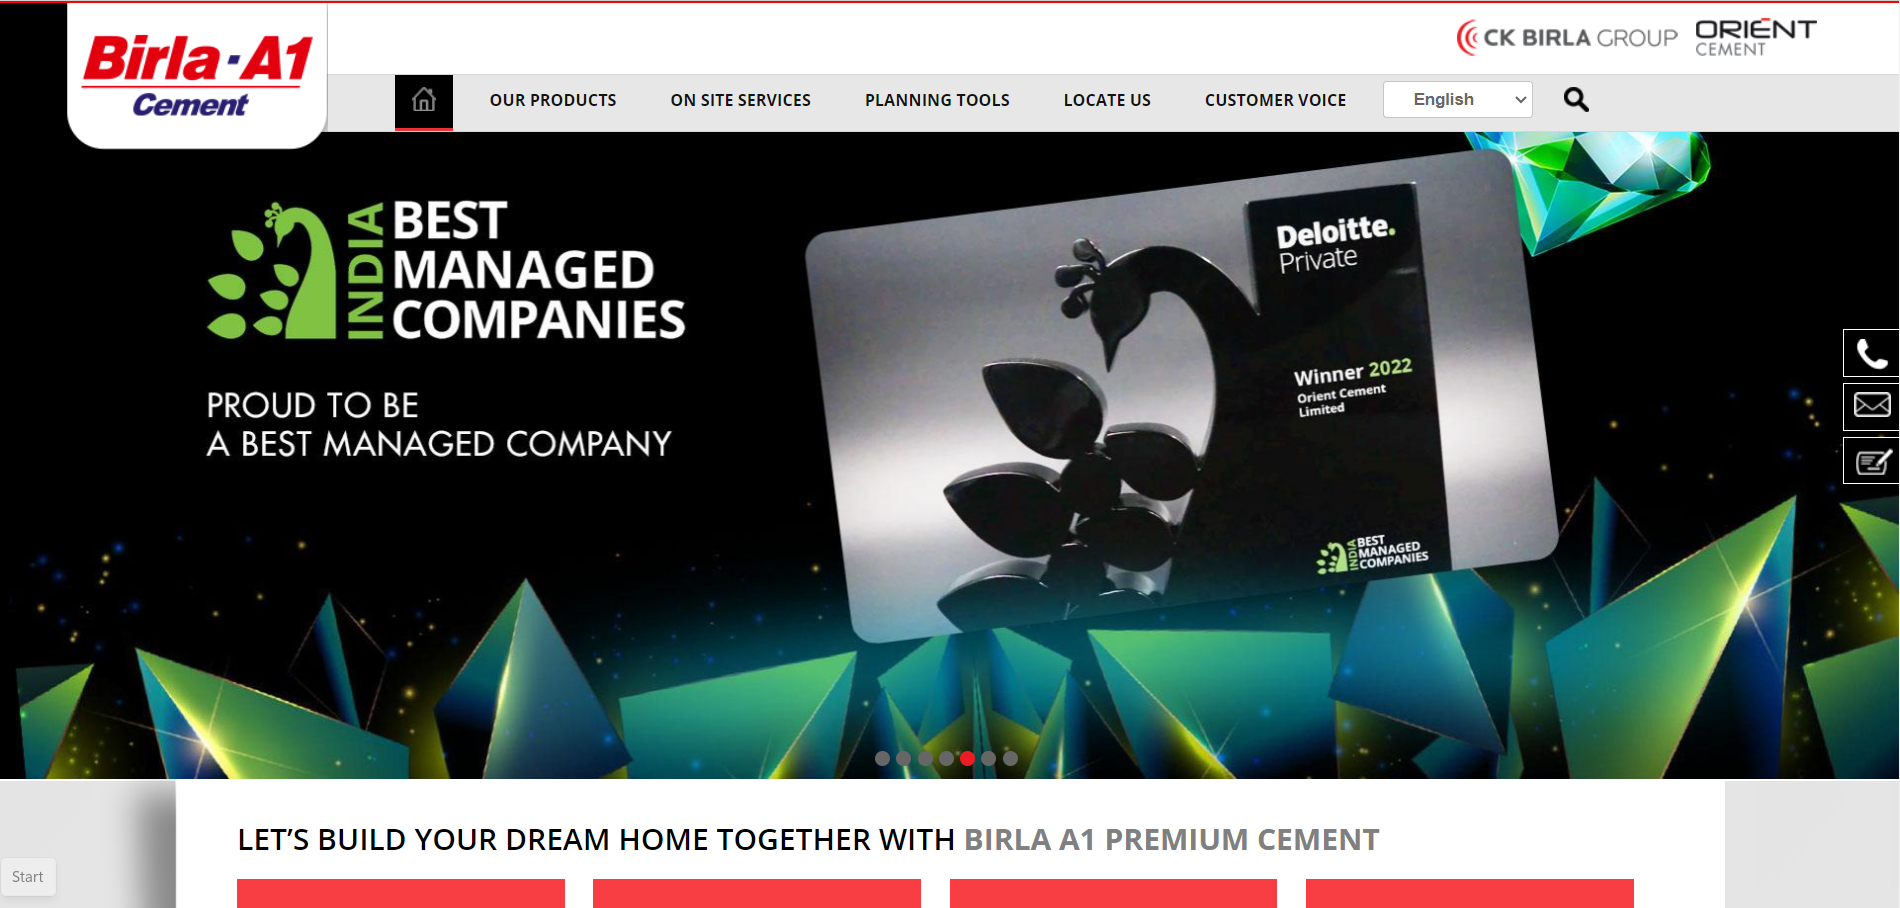 Birla·A1
Cement
CK BIRLA GROUP
ORIENT
CEMENT
OUR PRODUCTS
ON SITE SERVICES
PLANNING TOOLS
LOCATE US
CUSTOMER VOICE
English
INDIA
BEST
MANAGED
COMPANIES
PROUD TO BE
A BEST MANAGED COMPANY
Deloitte.
Private
Winner 2022
Orient Cement
Limited
INDIA
BEST
MANAGED
COMPANIES
LET’S BUILD YOUR DREAM HOME TOGETHER WITH BIRLA A1 PREMIUM CEMENT
Start